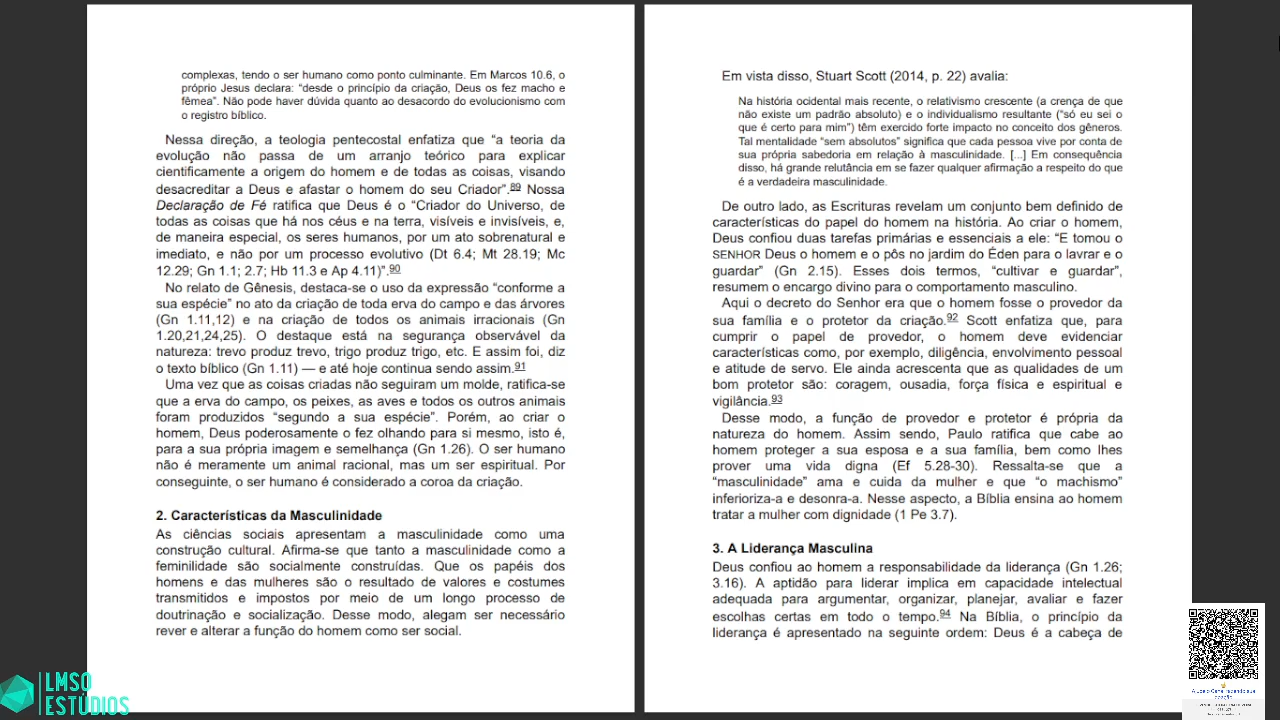 complexas, tendo o ser humano como ponto culminante. Em Marcos 10.6, o
próprio Jesus declara: “desde o princípio da criação, Deus os fez macho e
fêmea”. Não pode haver dúvida quanto ao desacordo do evolucionismo com
o registro bíblico.
Nessa direção, a teologia pentecostal enfatiza que “a teoria da
evolução não passa de um arranjo teórico para explicar
cientificamente a origem do homem e de todas as coisas, visando
desacreditar a Deus e afastar o homem do seu Criador”.89 Nossa
Declaração de Fé ratifica que Deus é o “Criador do Universo, de
todas as coisas que há nos céus e na terra, visíveis e invisíveis, e,
de maneira especial, os seres humanos, por um ato sobrenatural e
imediato, e não por um processo evolutivo (Dt 6.4; Mt 28.19; Mc
12.29; Gn 1.1; 2.7; Hb 11.3 e Ap 4.11)”.90
No relato de Gênesis, destaca-se o uso da expressão “conforme a
sua espécie” no ato da criação de toda erva do campo e das árvores
(Gn 1.11,12) e na criação de todos os animais irracionais (Gn
1.20,21,24,25). O destaque está na segurança observável da
natureza: trevo produz trevo, trigo produz trigo, etc. E assim foi, diz
o texto bíblico (Gn 1.11) — e até hoje continua sendo assim.91
Uma vez que as coisas criadas não seguiram um molde, ratifica-se
que a erva do campo, os peixes, as aves e todos os outros animais
foram produzidos “segundo a sua espécie”. Porém, ao criar o
homem, Deus poderosamente o fez olhando para si mesmo, isto é,
para a sua própria imagem e semelhança (Gn 1.26). O ser humano
não é meramente um animal racional, mas um ser espiritual. Por
conseguinte, o ser humano é considerado a coroa da criação.
2. Características da Masculinidade
As ciências sociais apresentam a masculinidade como uma
construção cultural. Afirma-se que tanto a masculinidade como a
feminilidade são socialmente construídas. Que os papéis dos
homens e das mulheres são o resultado de valores e costumes
transmitidos e impostos por meio de um longo processo de
doutrinação e socialização. Desse modo, alegam ser necessário
rever e alterar a função do homem como ser social.
Em vista disso, Stuart Scott (2014, p. 22) avalia:
Na história ocidental mais recente, o relativismo crescente (a crença de que
não existe um padrão absoluto) e o individualismo resultante (“só eu sei o
que é certo para mim”) têm exercido forte impacto no conceito dos gêneros.
Tal mentalidade “sem absolutos” significa que cada pessoa vive por conta de
sua própria sabedoria em relação à masculinidade. [...] Em consequência
disso, há grande relutância em se fazer qualquer afirmação a respeito do que
é a verdadeira masculinidade.
De outro lado, as Escrituras revelam um conjunto bem definido de
características do papel do homem na história. Ao criar o homem,
Deus confiou duas tarefas primárias e essenciais a ele: “E tomou o
SENHOR Deus o homem e o pôs no jardim do Éden para o lavrar e o
guardar” (Gn 2.15). Esses dois termos, “cultivar e guardar”,
resumem o encargo divino para o comportamento masculino.
Aqui o decreto do Senhor era que o homem fosse o provedor da
sua família e o protetor da criação.92 Scott enfatiza que, para
cumprir o papel de provedor, o homem deve evidenciar
características como, por exemplo, diligência, envolvimento pessoal
e atitude de servo. Ele ainda acrescenta que as qualidades de um
bom protetor são: coragem, ousadia, força física e espiritual e
vigilância.93
Desse modo, a função de provedor e protetor é própria da
natureza do homem. Assim sendo, Paulo ratifica que cabe ao
homem proteger a sua esposa e a sua família, bem como lhes
prover uma vida digna (Ef 5.28-30). Ressalta-se que a
“masculinidade” ama e cuida da mulher e que “o machismo”
inferioriza-a e desonra-a. Nesse aspecto, a Bíblia ensina ao homem
tratar a mulher com dignidade (1 Pe 3.7).
3. A Liderança Masculina
Deus confiou ao homem a responsabilidade da liderança (Gn 1.26;
3.16). A aptidão para liderar implica em capacidade intelectual
adequada para argumentar, organizar, planejar, avaliar e fazer
escolhas certas em todo o tempo.94 Na Bíblia, o princípio da
liderança é apresentado na seguinte ordem: Deus é a cabeça de
LMSO
ESTÚDIOS